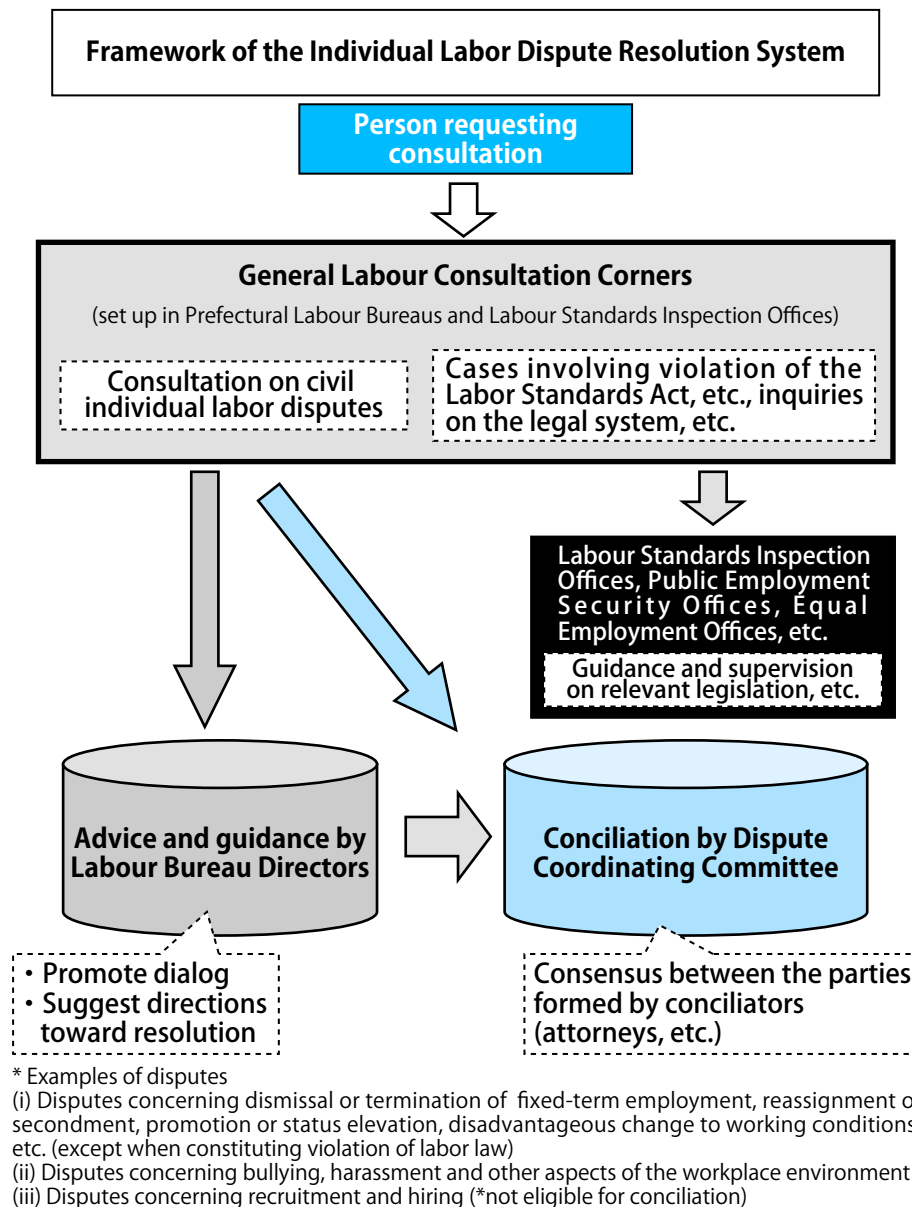 Framework of the Individual Labor Dispute Resolution System
Person requesting
consultation
General Labour Consultation Corners
(set up in Prefectural Labour Bureaus and Labour Standards Inspection Offices)
Consultation on civil
individual labor disputes
Cases involving violation of the
Labor Standards Act, etc., inquiries
on the legal system, etc.
Labour Standards Inspection
Offices, Public Employment
Security Offices, Equal
Employment Offices, etc.
Guidance and supervision
on relevant legislation, etc.
Advice and guidance by
Labour Bureau Directors
Conciliation by Dispute
Coordinating Committee
・Promote dialog
・Suggest directions
toward resolution
Consensus between the parties
formed by conciliators
(attorneys, etc.)
* Examples of disputes
(i) Disputes concerning dismissal or termination of fixed-term employment, reassignment o
secondment, promotion or status elevation, disadvantageous change to working conditions
etc. (except when constituting violation of labor law)
(ii) Disputes concerning bullying, harassment and other aspects of the workplace environment
(iii) Disputes concerning recruitment and hiring (*not eligible for conciliation)